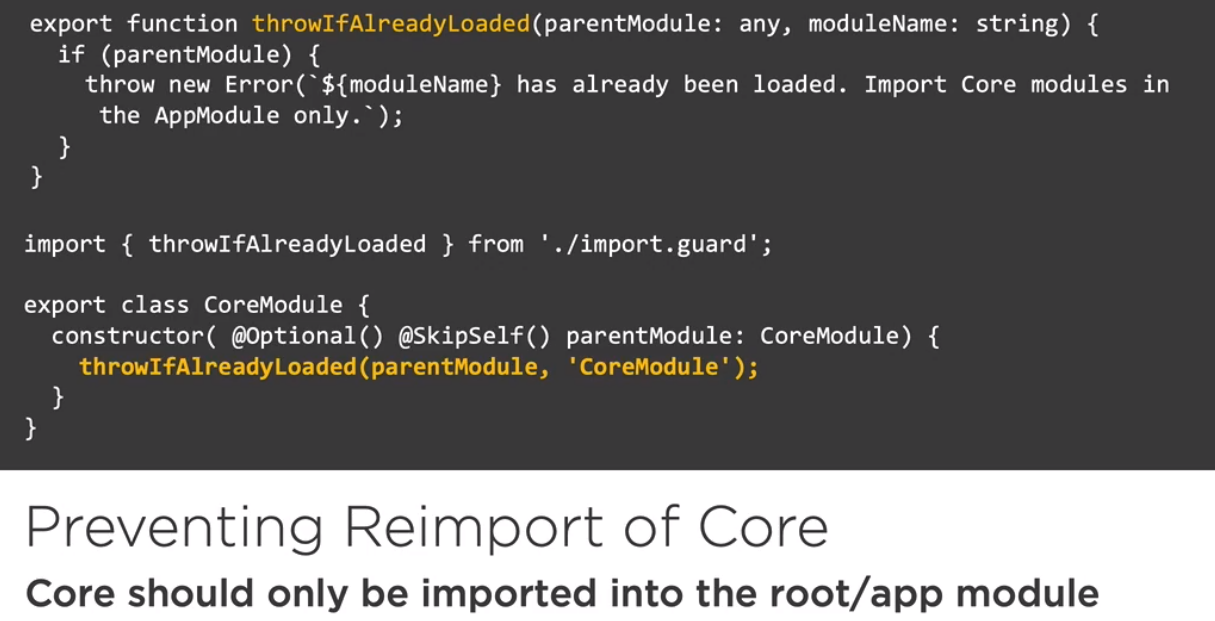 export function throwIfAlreadyLoaded(parentModule: any, moduleName: string) {
if (parentModule) {
throw new Error(`${moduleName} has already been loaded. Import Core modules in
the AppModule only.`);
}
}
import { throwIfAlreadyLoaded } from './import.guard';
export class CoreModule {
constructor( @Optional() @SkipSelf() parentModule: CoreModule) {
throwIfAlreadyLoaded(parentModule, 'CoreModule');
}
}
Preventing Reimport of Core
Core should only be imported into the root/app module